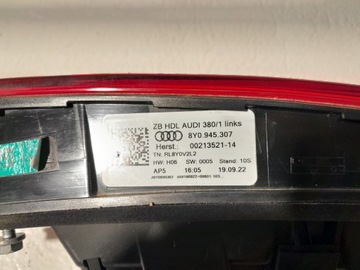 ZB HDL AUDI 380/1 links
8Y0.945.307
Herst.: 00213521-14
TN: RL8Y0V2L2
HW: H06 SW: 0005 Stand: 10S
AP5 16:05 19.09.22